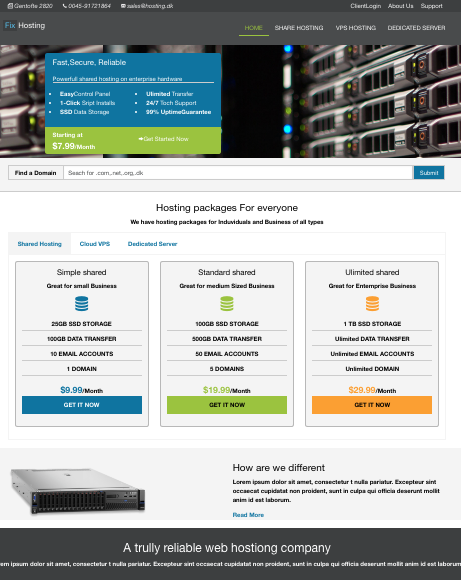 Gentofte 2820 0045-91721864 sales@hosting.dk ClientLogin About Us Support
Fix Hosting HOME SHARE HOSTING VPS HOSTING DEDICATED SERVER
Fast,Secure, Reliable
Powerfull shared hosting on enterprise hardware
EasyControl Panel
1-Click Sript Installs
SSD Data Storage
Ulimited Transfer
24/7 Toch Support
99% UptimeGuarantee
Starting at
$7.99/Month
Get Started Now
Find a Domain Seach for .com,.net,.org,.dk Submit
Hosting packages For everyone
We have hosting packages for Induviduals and Business of all types
Shared Hosting Cloud VPS Dedicated Server
Simple shared
Great for small Business
25GB SSD STORAGE
100GB DATA TRANSFER
10 EMAIL ACCOUNTS
1 DOMAIN
$9.99/Month
GET IT NOW
Standard shared
Great for medium Sized Business
100GB SSD STORAGE
500GB DATA TRANSFER
50 EMAIL ACCOUNTS
5 DOMAINS
$19.99/Month
GET IT NOW
Ulimited shared
Great for Entemprise Business
1 TB SSD STORAGE
Ulimited DATA TRANSFER
Unlimited EMAIL ACCOUNTS
Unlimited DOMAIN
$29.99/Month
GET IT NOW
How are we different
Lorem ipsum dolor sit amet, consectetur t nulla pariatur. Excepteur sint
occaecat cupidatat non proident, sunt in culpa qui officia deserunt mollit
anim id est laborum.
Read More
A trully reliable web hostiong company
em ipsum dolor sit amet, consectetur t nulla pariatur. Excepteur sint occaecat cupidatat non proident, sunt in culpa qui officia deserunt mollit anim id est laborum